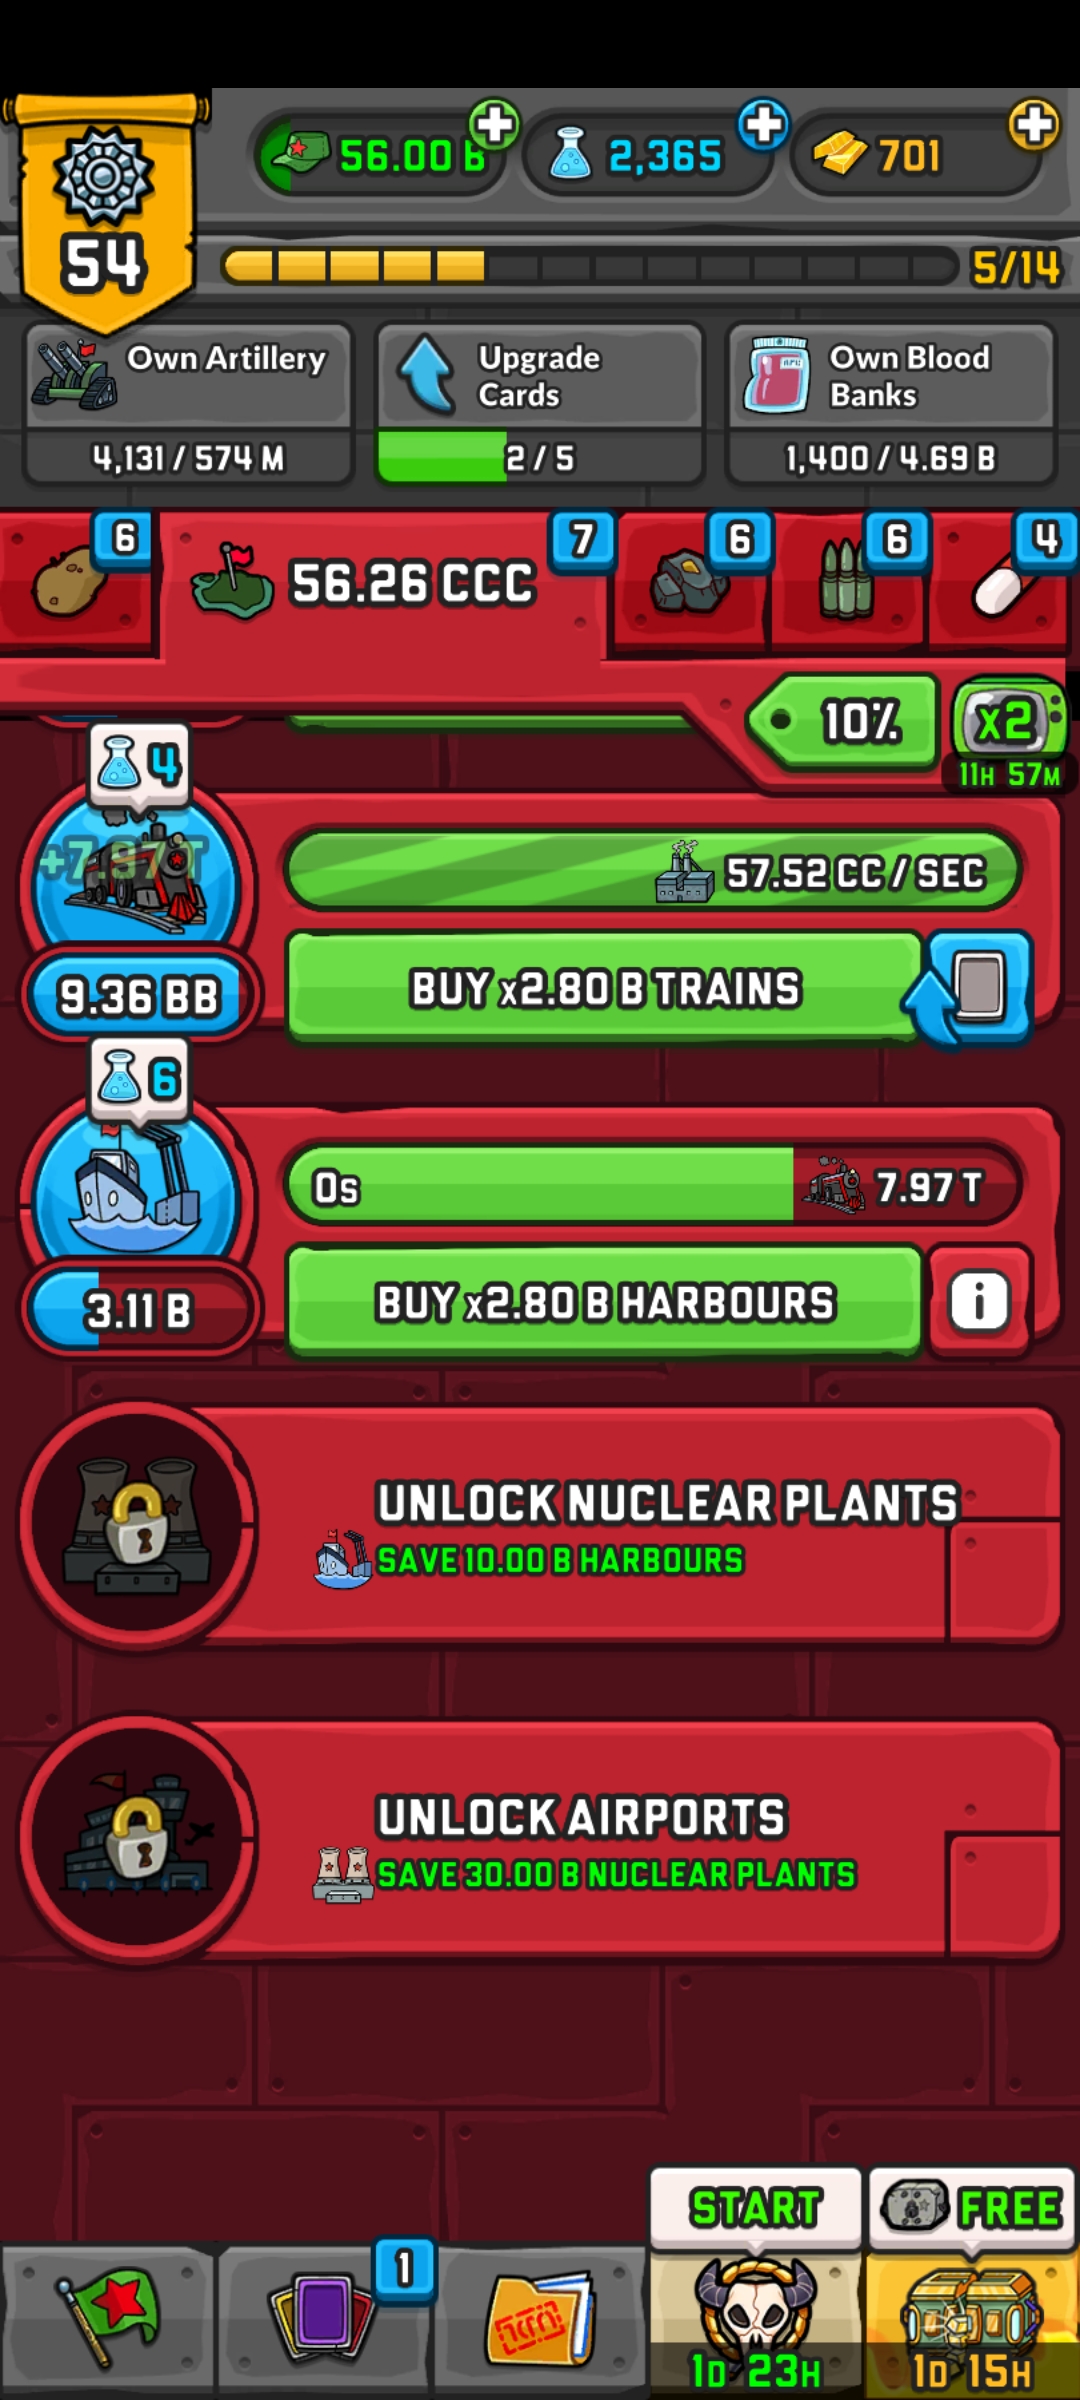 54
56.00 B
2,365
701
5/14
Own Artillery
4,131 / 574 M
Upgrade
Cards
2 / 5
Own Blood
Banks
1,400 / 4.69 B
6
56.26 CCC
7
6
6
4
10%
x2
11H 57M
4
+7.97 T
57.52 CC / SEC
9.36 BB
BUY x2.80 B TRAINS
6
0s
7.97 T
3.11 B
BUY x2.80 B HARBOURS
i
UNLOCK NUCLEAR PLANTS
SAVE 10.00 B HARBOURS
UNLOCK AIRPORTS
SAVE 30.00 B NUCLEAR PLANTS
START
FREE
1
1D 23H
1D 15H